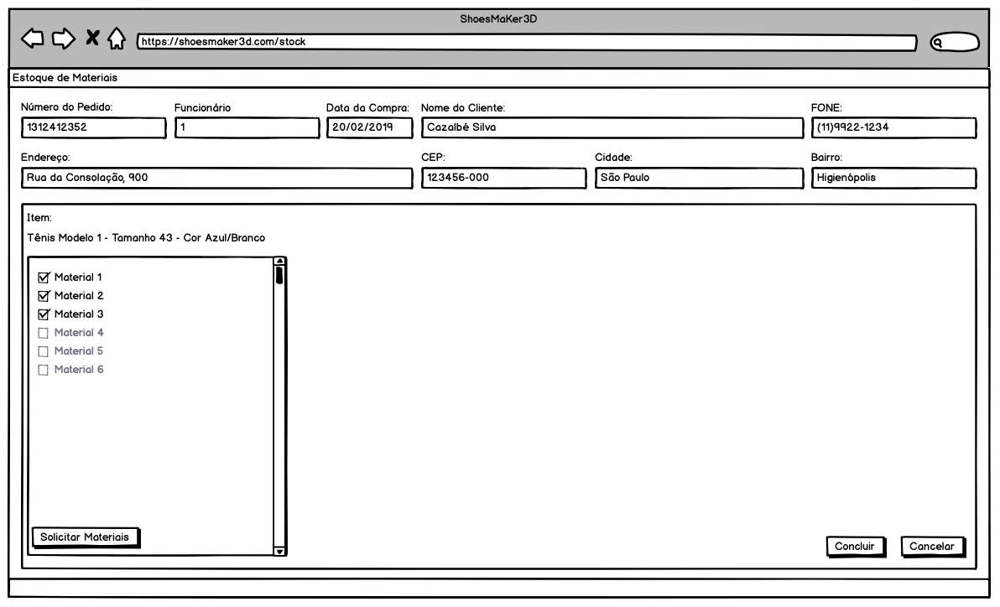 ShoesMaKer3D
https://shoesmaker3d.com/stock
Estoque de Materiais
Número do Pedido: Funcionário Data da Compra: Nome do Cliente: FONE:
1312412352 1 20/02/2019 Cazalbé Silva (11)9922-1234
Endereço: CEP: Cidade: Bairro:
Rua da Consolação, 900 123456-000 São Paulo Higienópolis
Item:
Tênis Modelo 1 - Tamanho 43 - Cor Azul/Branco
Material 1
Material 2
Material 3
Material 4
Material 5
Material 6
Solicitar Materiais
Concluir Cancelar